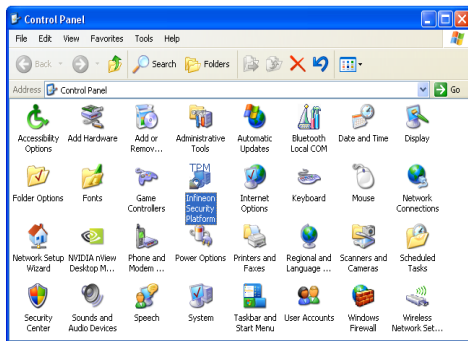 Control Panel
File Edit View Favorites Tools Help
Back Search Folders
Address Control Panel Go
Accessibility Options
Add Hardware
Add or Remov...
Administrative Tools
Automatic Updates
Bluetooth Local COM
Date and Time
Display
Folder Options
Fonts
Game Controllers
TPM
Infineon Security Platform
Internet Options
Keyboard
Mouse
Network Connections
Network Setup Wizard
NVIDIA nView Desktop M...
Phone and Modem ...
Power Options
Printers and Faxes
Regional and Language ...
Scanners and Cameras
Scheduled Tasks
Security Center
Sounds and Audio Devices
Speech
System
Taskbar and Start Menu
User Accounts
Windows Firewall
Wireless Network Set...